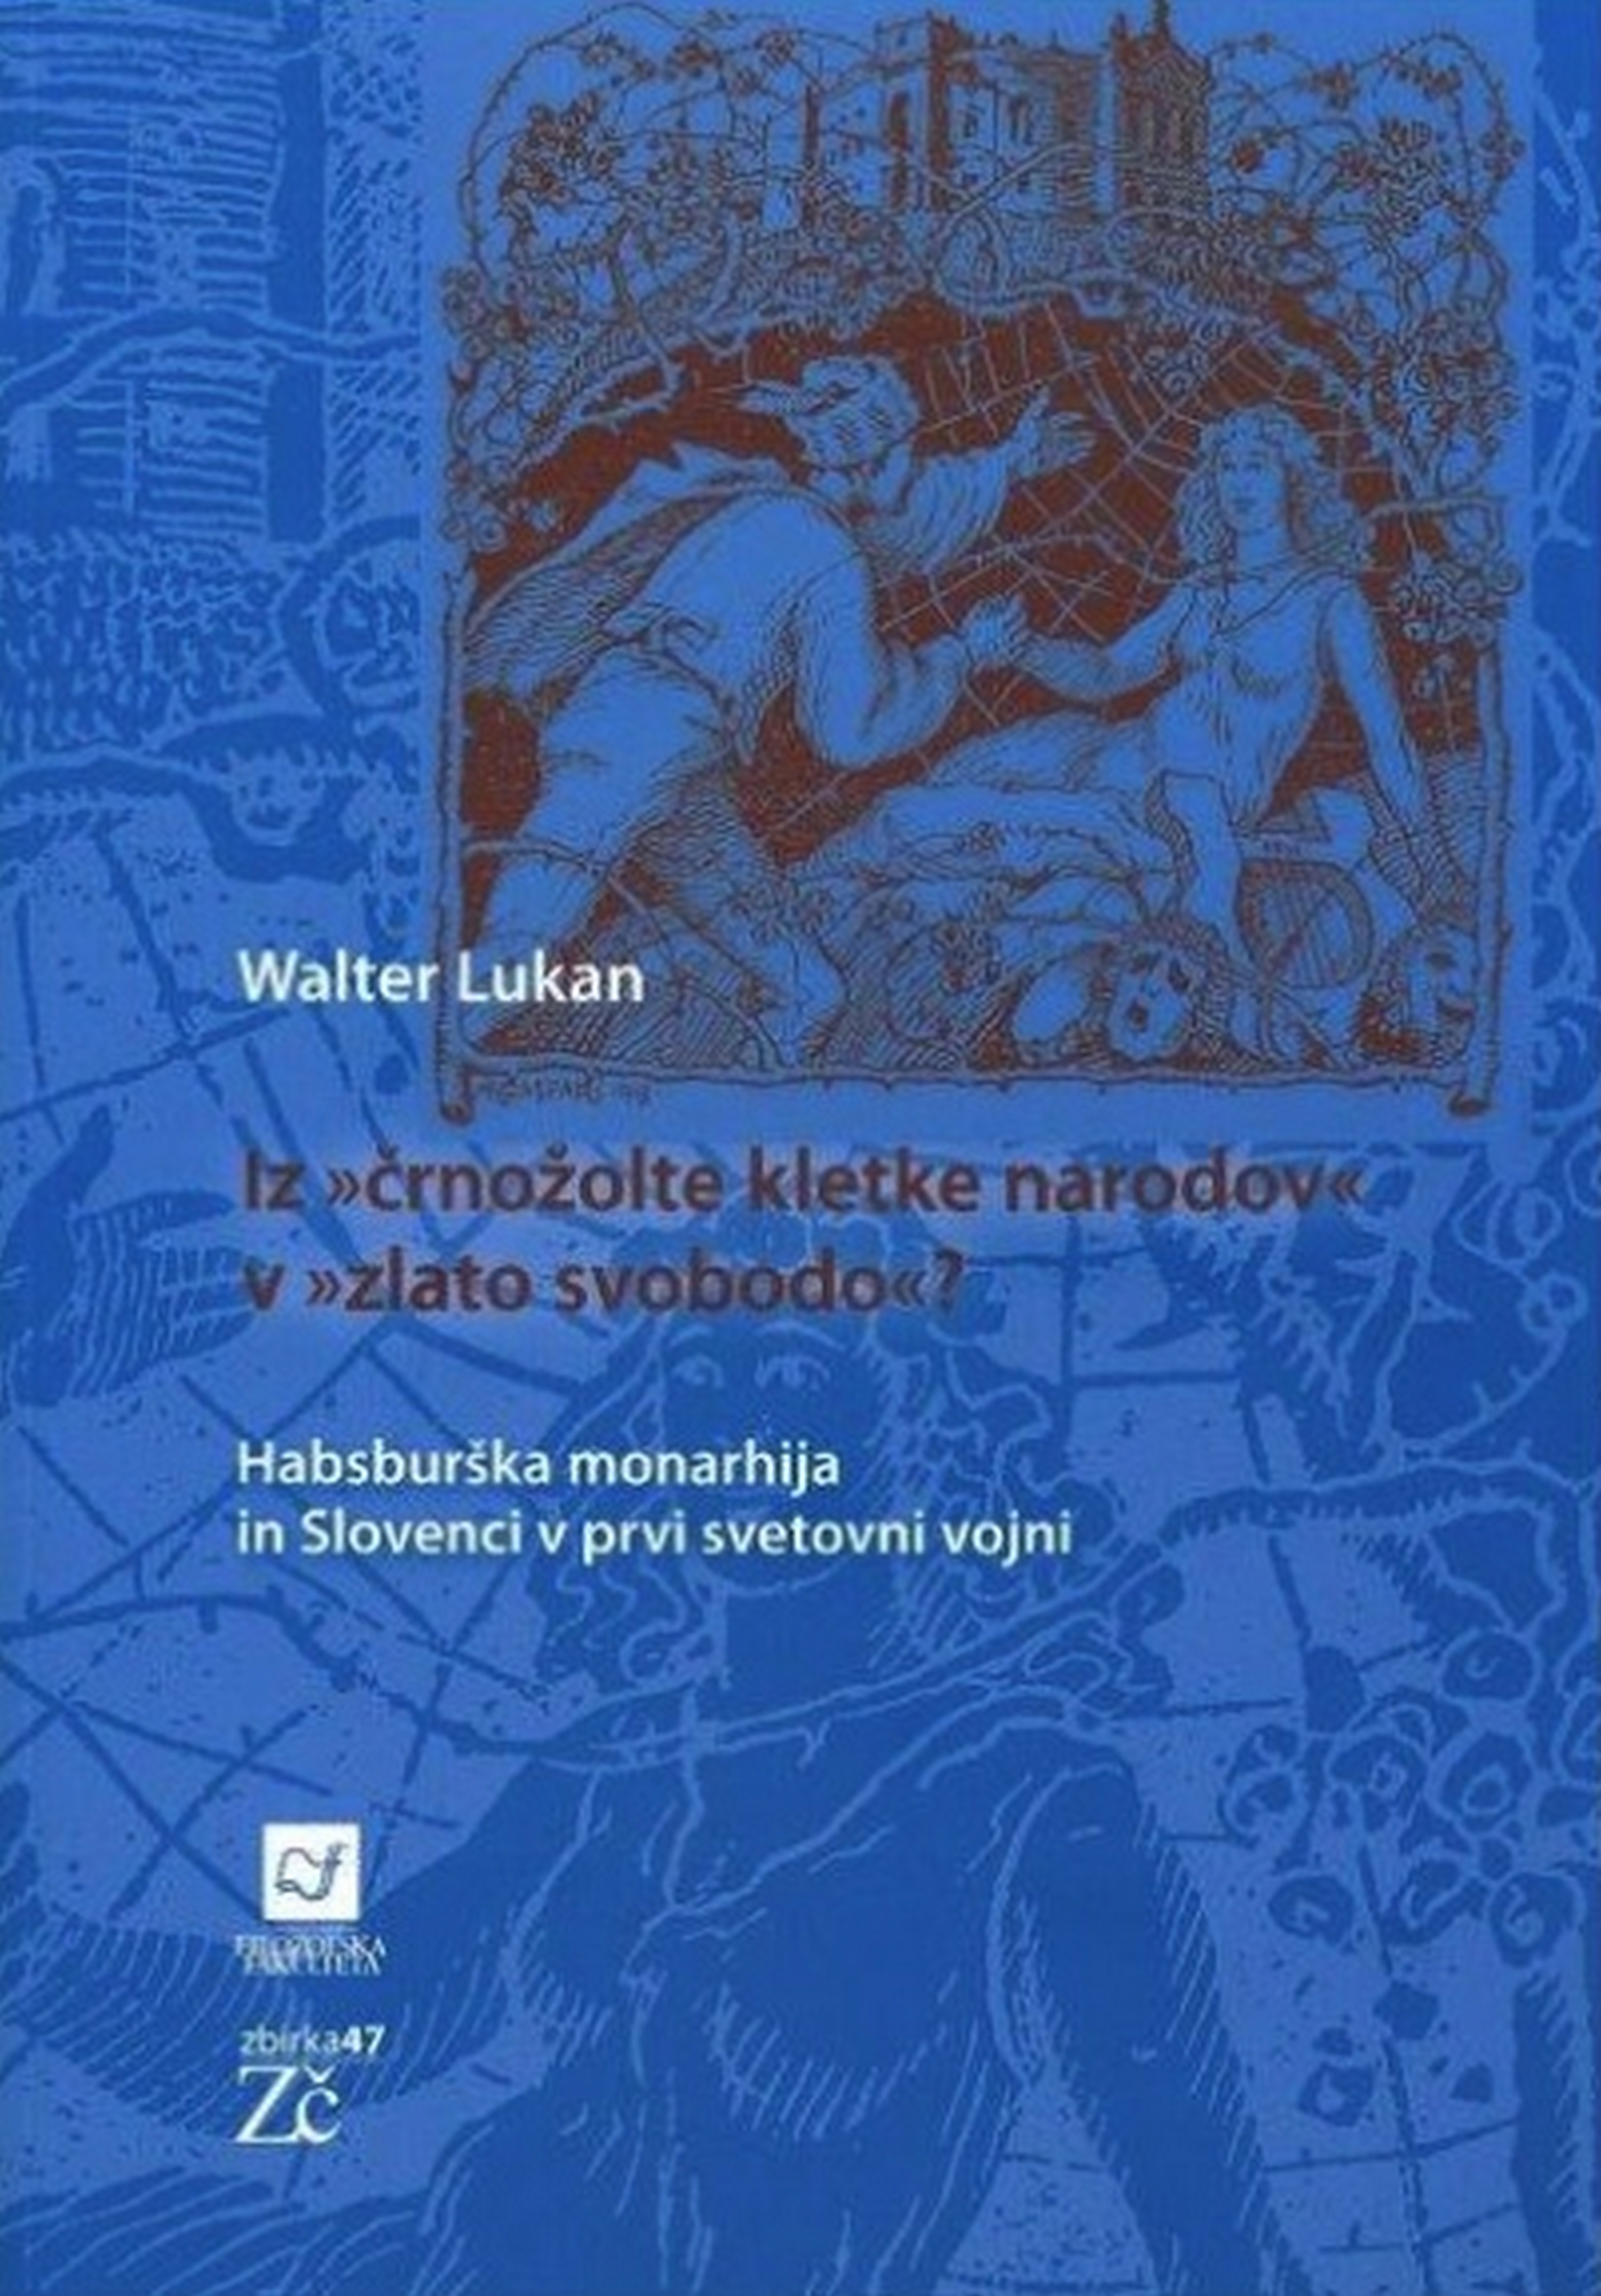 Walter Lukan
Iz »črnožolte kletke narodov«
v »zlato svobodo«?
Habsburška monarhija
in Slovenci v prvi svetovni vojni
FILOZOFSKA
FAKULTETA
zbirka47
Zč